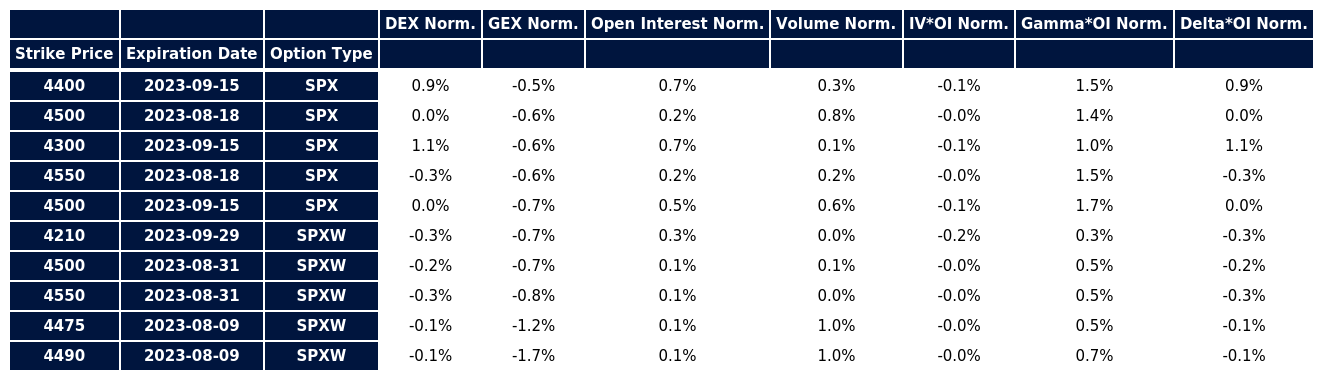 DEX Norm. GEX Norm. Open Interest Norm. Volume Norm. IV*OI Norm. Gamma*OI Norm. Delta*OI Norm.
Strike Price Expiration Date Option Type
4400 2023-09-15 SPX 0.9% -0.5% 0.7% 0.3% -0.1% 1.5% 0.9%
4500 2023-08-18 SPX 0.0% -0.6% 0.2% 0.8% -0.0% 1.4% 0.0%
4300 2023-09-15 SPX 1.1% -0.6% 0.7% 0.1% -0.1% 1.0% 1.1%
4550 2023-08-18 SPX -0.3% -0.6% 0.2% 0.2% -0.0% 1.5% -0.3%
4500 2023-09-15 SPX 0.0% -0.7% 0.5% 0.6% -0.1% 1.7% 0.0%
4210 2023-09-29 SPXW -0.3% -0.7% 0.3% 0.0% -0.2% 0.3% -0.3%
4500 2023-08-31 SPXW -0.2% -0.7% 0.1% 0.1% -0.0% 0.5% -0.2%
4550 2023-08-31 SPXW -0.3% -0.8% 0.1% 0.0% -0.0% 0.5% -0.3%
4475 2023-08-09 SPXW -0.1% -1.2% 0.1% 1.0% -0.0% 0.5% -0.1%
4490 2023-08-09 SPXW -0.1% -1.7% 0.1% 1.0% -0.0% 0.7% -0.1%